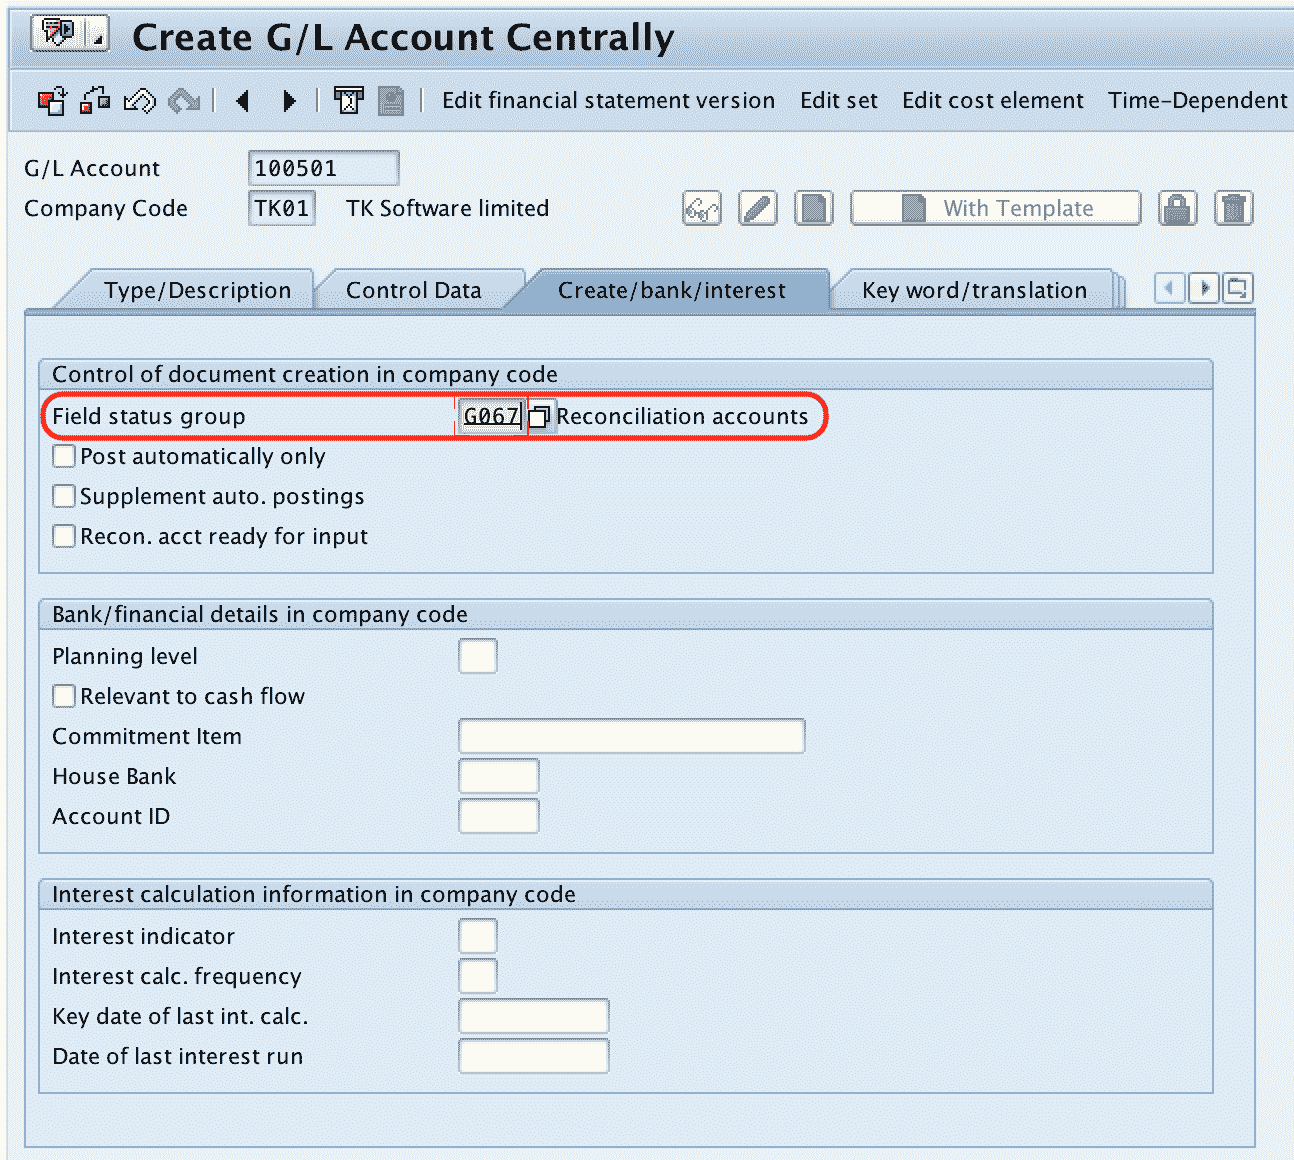 Create G/L Account Centrally
Edit financial statement version Edit set Edit cost element Time-Dependent
G/L Account 100501
Company Code TK01 TK Software limited With Template
Type/Description Control Data Create/bank/interest Key word/translation
Control of document creation in company code
Field status group G067 Reconciliation accounts
Post automatically only
Supplement auto. postings
Recon. acct ready for input
Bank/financial details in company code
Planning level
Relevant to cash flow
Commitment Item
House Bank
Account ID
Interest calculation information in company code
Interest indicator
Interest calc. frequency
Key date of last int. calc.
Date of last interest run